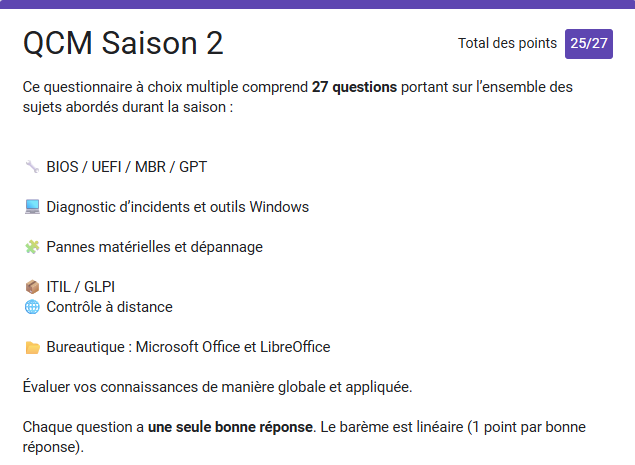 QCM Saison 2
Total des points 25/27
Ce questionnaire à choix multiple comprend 27 questions portant sur l’ensemble des
sujets abordés durant la saison :
🔧 BIOS / UEFI / MBR / GPT
💻 Diagnostic d’incidents et outils Windows
🧩 Pannes matérielles et dépannage
📦 ITIL / GLPI
🌐 Contrôle à distance
📂 Bureautique : Microsoft Office et LibreOffice
Évaluer vos connaissances de manière globale et appliquée.
Chaque question a une seule bonne réponse. Le barème est linéaire (1 point par bonne
réponse).